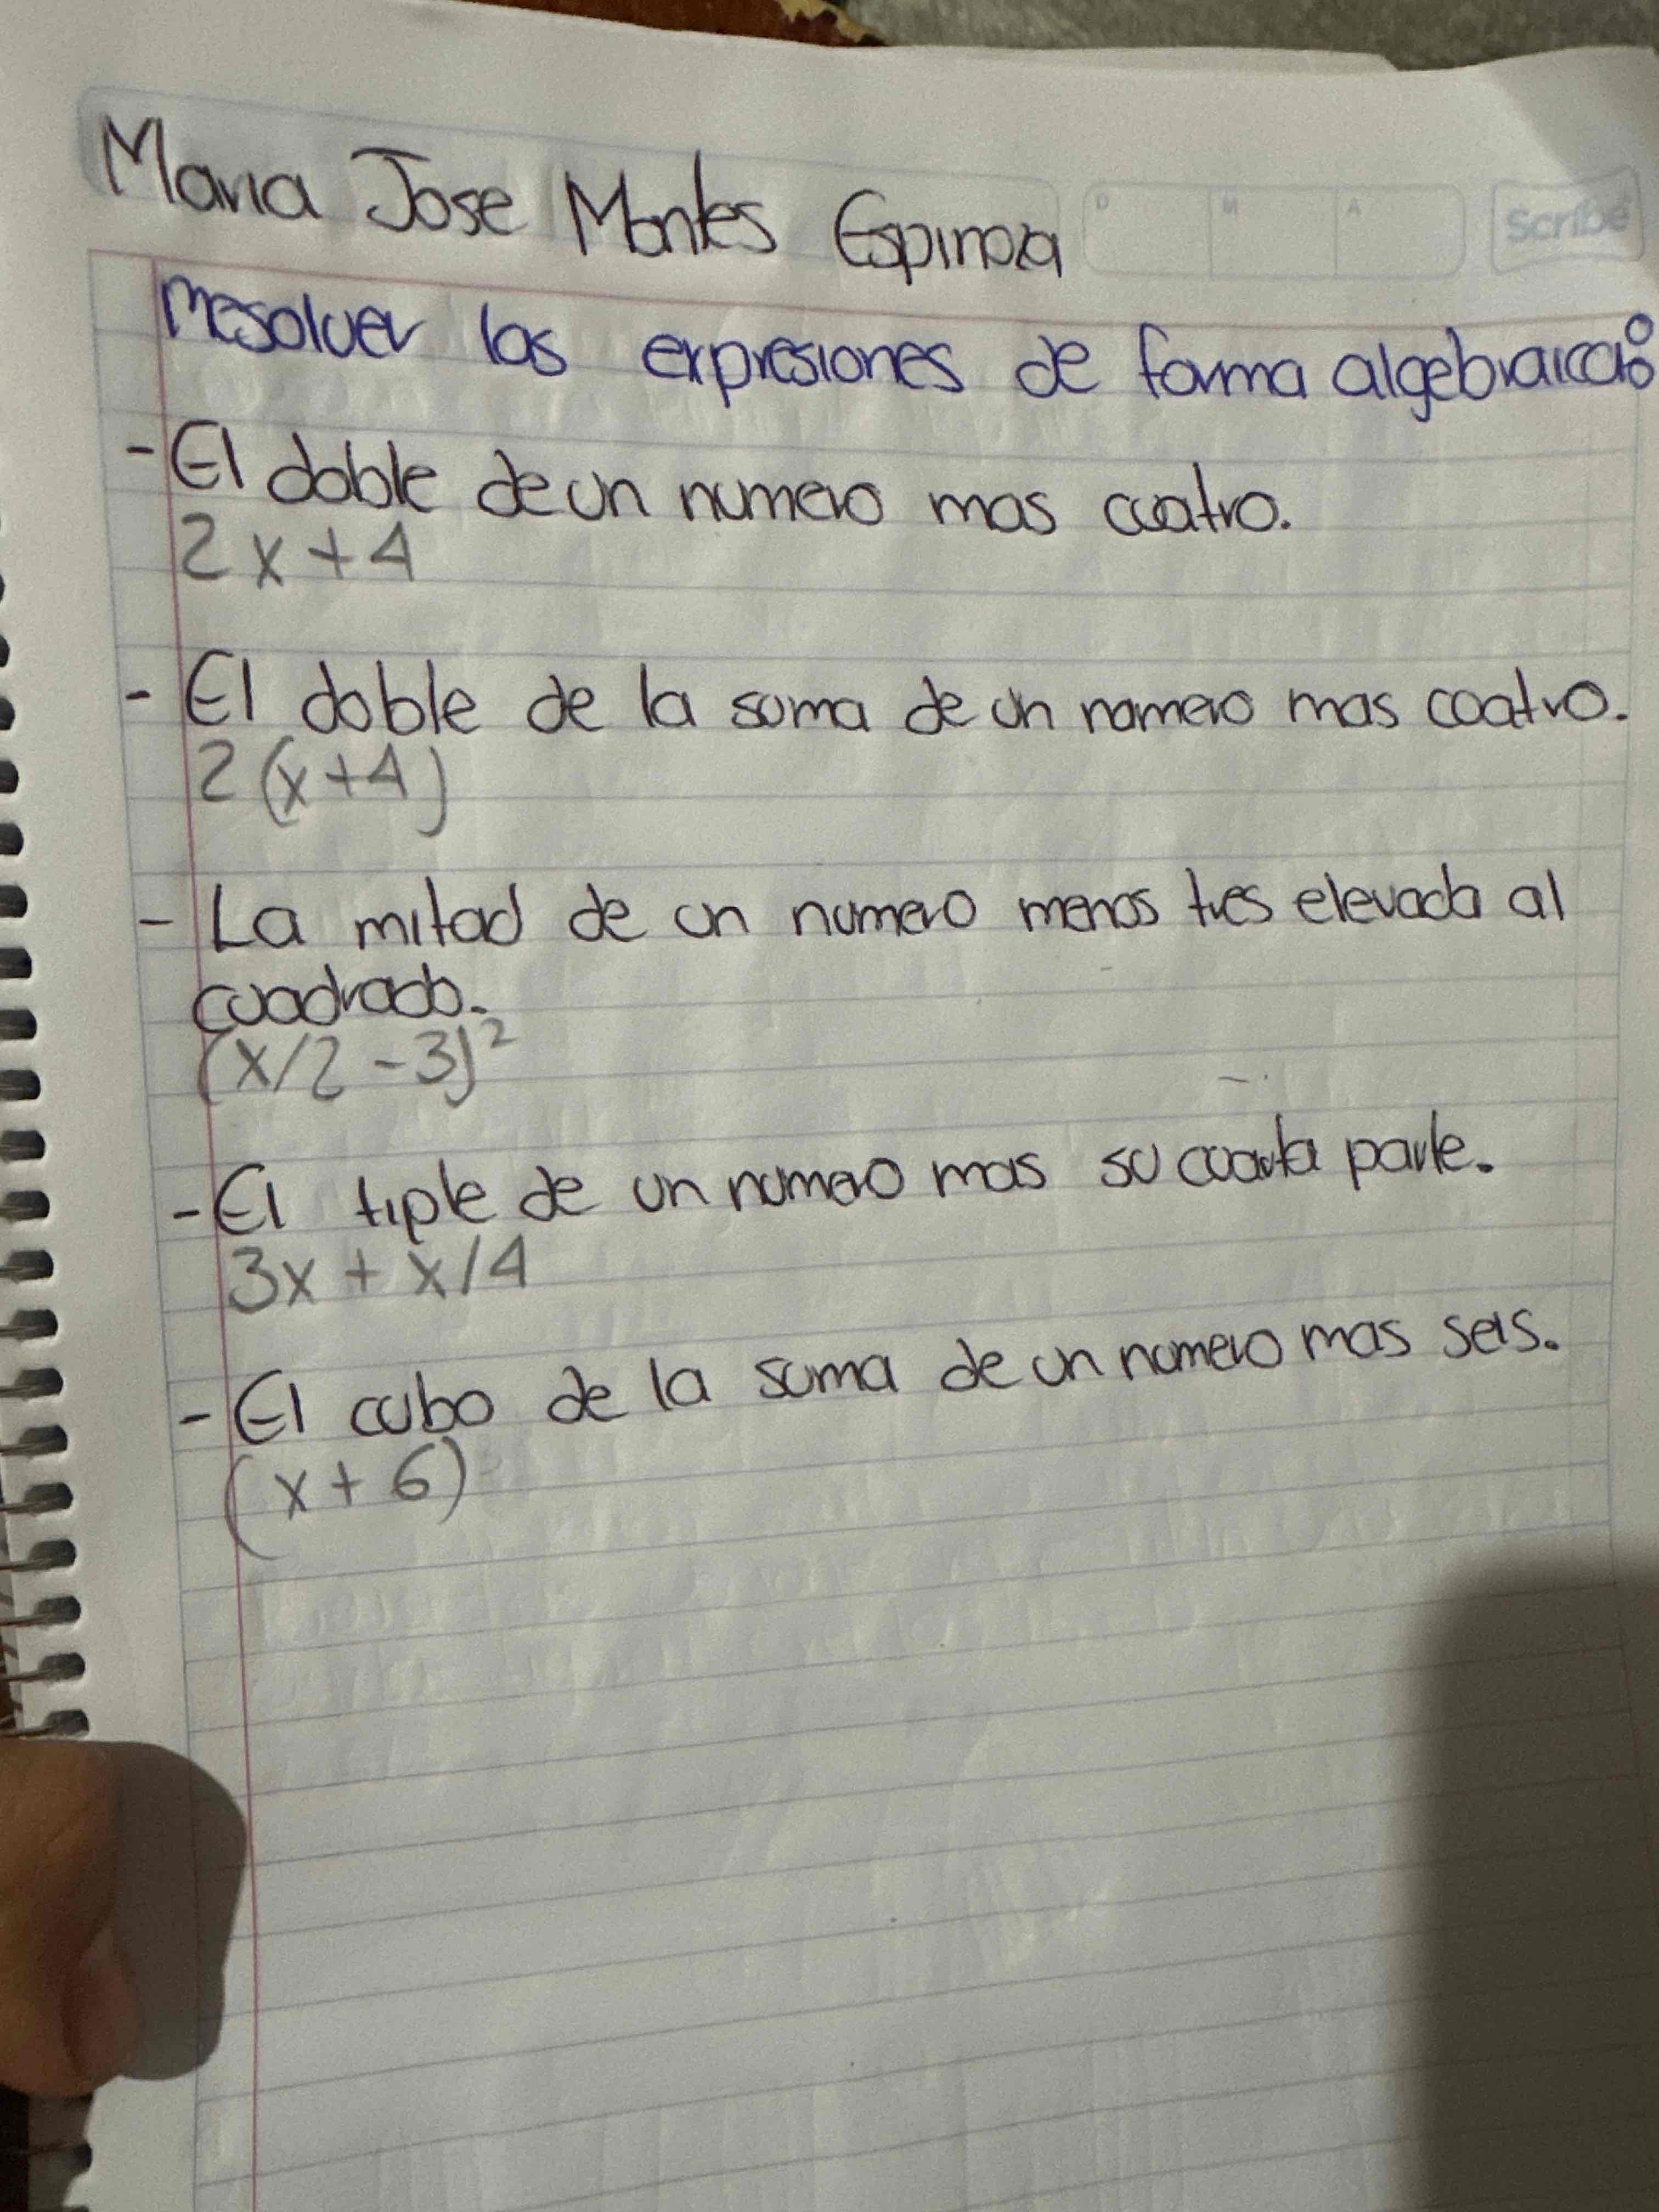 Maria Jose Montes Espinoza
D M A
Scribe
Resolver las expresiones de forma algebraica:
- El doble de un numero mas cuatro.
2x+4
- El doble de la suma de un numero mas cuatro.
2(x+4)
- La mitad de un numero menos tres elevada al
cuadrado.
(x/2 - 3)²
- El tiple de un numero mas su cuarta parte.
3x + x/4
- El cubo de la suma de un numero mas seis.
(x + 6)